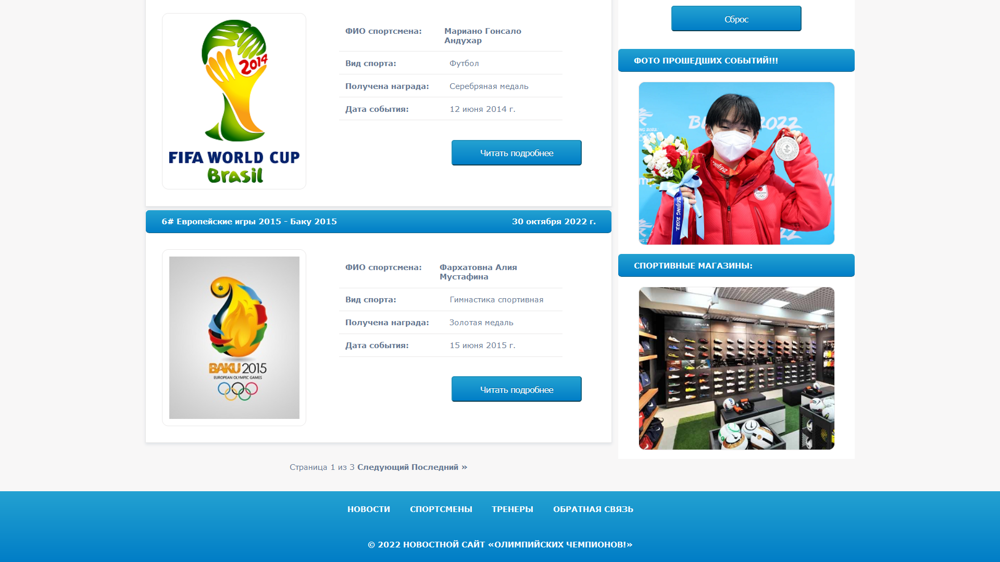 2014
FIFA WORLD CUP
Brasil
ФИО спортсмена: Мариано Гонсало
Андухар
Вид спорта: Футбол
Получена награда: Серебряная медаль
Дата события: 12 июня 2014 г.
Читать подробнее
6# Европейские игры 2015 - Баку 2015 30 октября 2022 г.
BAKU 2015
EUROPEAN OLYMPIC GAMES
ФИО спортсмена: Фархатовна Алия
Мустафина
Вид спорта: Гимнастика спортивная
Получена награда: Золотая медаль
Дата события: 15 июня 2015 г.
Читать подробнее
Страница 1 из 3 Следующий Последний »
Сброс
ФОТО ПРОШЕДШИХ СОБЫТИЙ!!!
2022
BEIJING
BEIJING 2022
СПОРТИВНЫЕ МАГАЗИНЫ:
НОВОСТИ СПОРТСМЕНЫ ТРЕНЕРЫ ОБРАТНАЯ СВЯЗЬ
© 2022 НОВОСТНОЙ САЙТ «ОЛИМПИЙСКИХ ЧЕМПИОНОВ!»